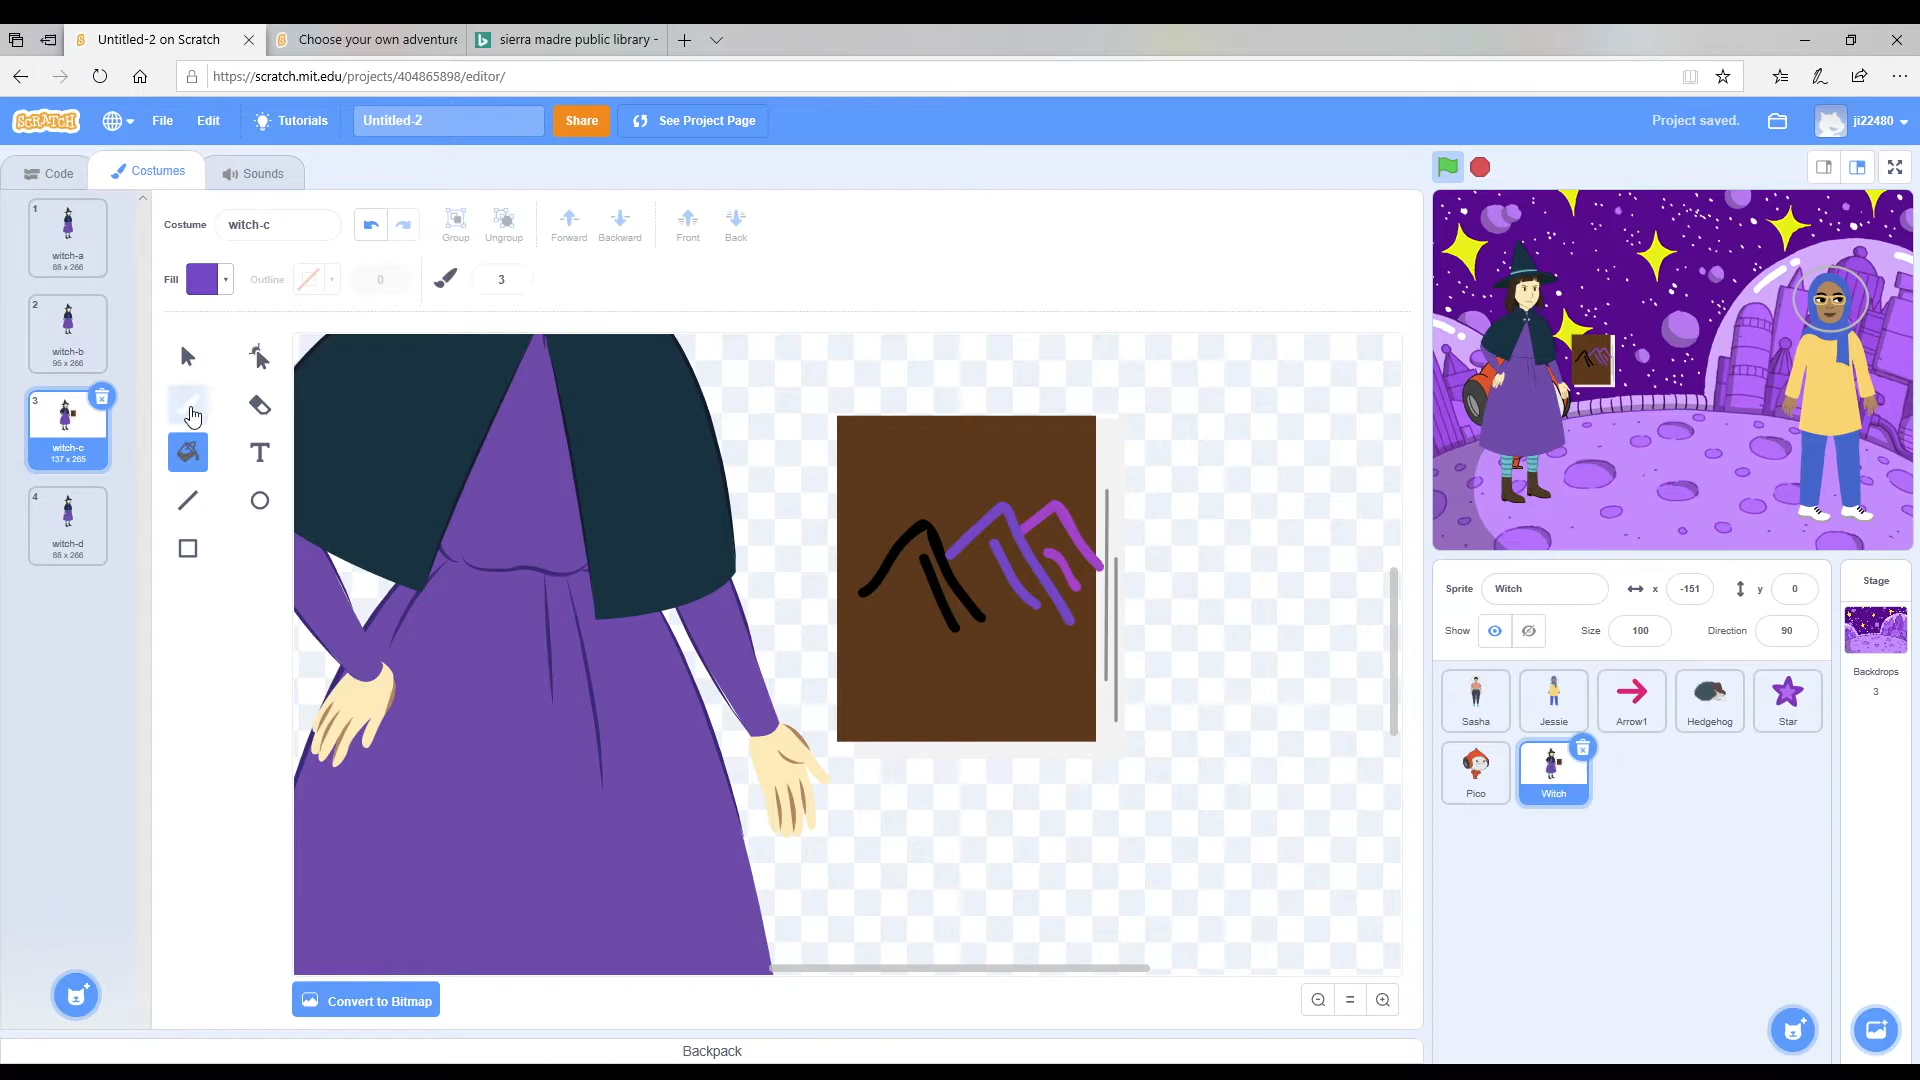 Untitled-2 on Scratch
Choose your own adventure
sierra madre public library -
https://scratch.mit.edu/projects/404865898/editor/
SCRATCH
File
Edit
Tutorials
Untitled-2
Share
See Project Page
Project saved.
ji22480
Code
Costumes
Sounds
Costume
witch-c
Group
Ungroup
Forward
Backward
Front
Back
Fill
Outline
0
3
1
witch-a
88 x 266
2
witch-b
95 x 266
3
witch-c
137 x 265
4
witch-d
88 x 266
T
Convert to Bitmap
Backpack
Sprite
Witch
x
-151
y
0
Show
Size
100
Direction
90
Sasha
Jessie
Arrow1
Hedgehog
Star
Pico
Witch
Stage
Backdrops
3